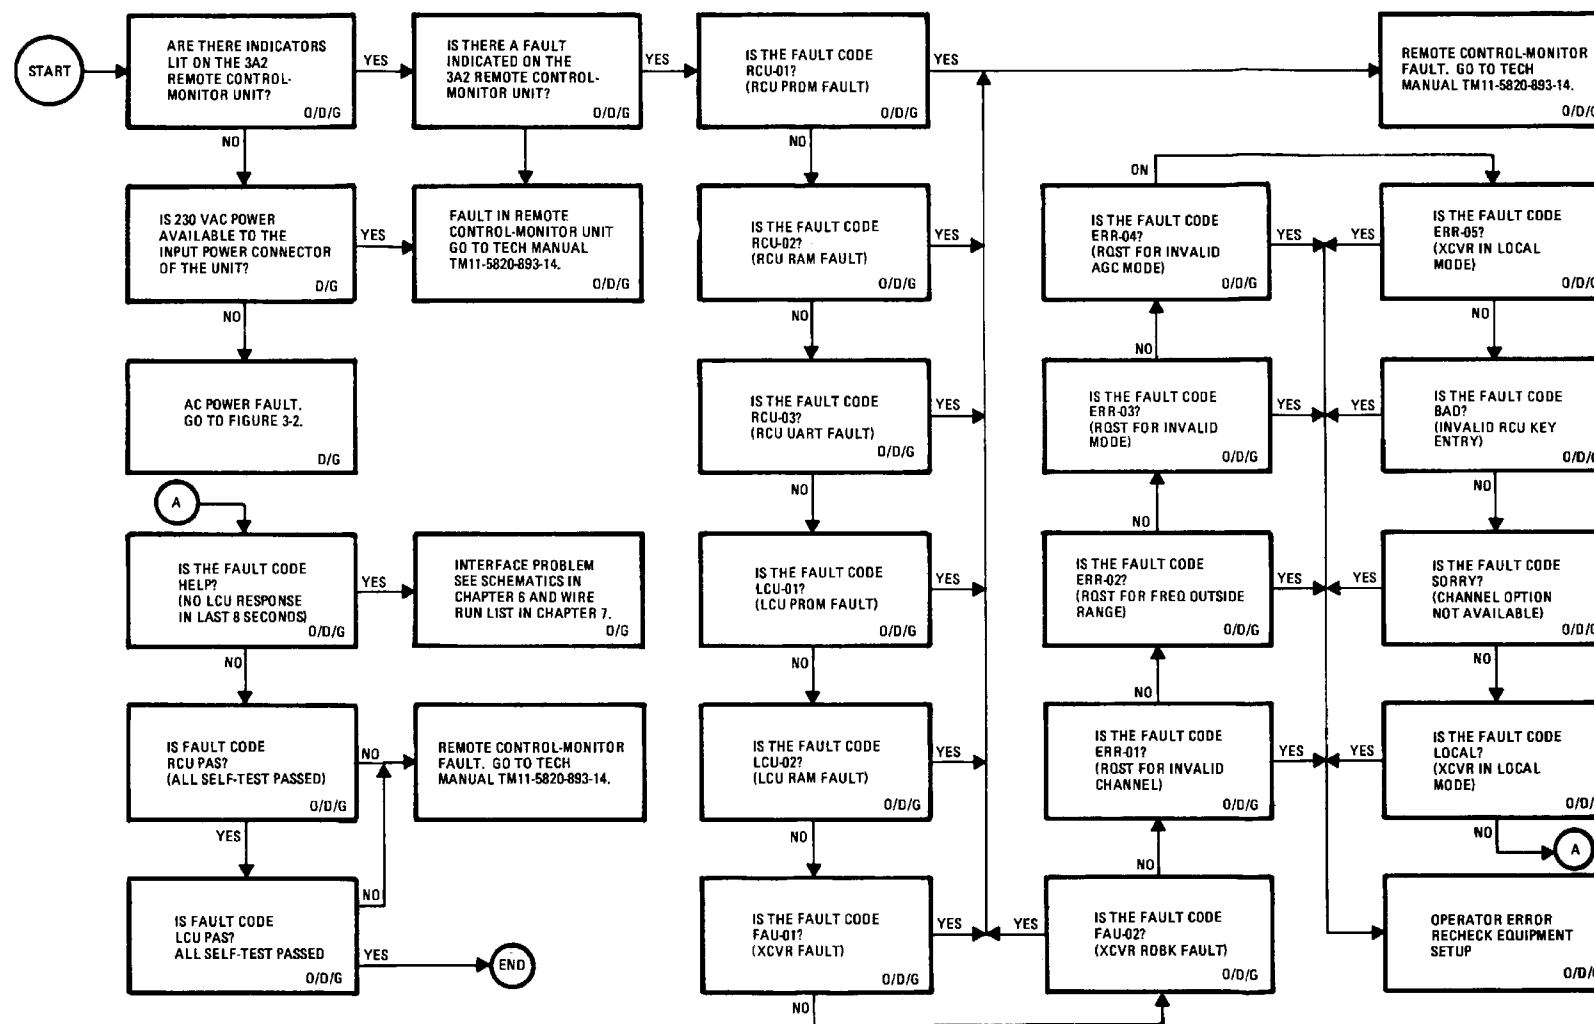 START
ARE THERE INDICATORS
LIT ON THE 3A2
REMOTE CONTROL-
MONITOR UNIT?
O/D/G
YES
NO
IS THERE A FAULT
INDICATED ON THE
3A2 REMOTE CONTROL-
MONITOR UNIT?
O/D/G
YES
IS THE FAULT CODE
RCU-01?
(RCU PROM FAULT)
O/D/G
YES
NO
REMOTE CONTROL-MONITOR
FAULT. GO TO TECH
MANUAL TM11-5820-893-14.
O/D/G
IS 230 VAC POWER
AVAILABLE TO THE
INPUT POWER CONNECTOR
OF THE UNIT?
D/G
YES
NO
FAULT IN REMOTE
CONTROL-MONITOR UNIT
GO TO TECH MANUAL
TM11-5820-893-14.
O/D/G
IS THE FAULT CODE
RCU-02?
(RCU RAM FAULT)
O/D/G
YES
NO
ON
IS THE FAULT CODE
ERR-04?
(RQST FOR INVALID
AGC MODE)
O/D/G
YES
YES
IS THE FAULT CODE
ERR-05?
(XCVR IN LOCAL
MODE)
O/D/G
NO
AC POWER FAULT.
GO TO FIGURE 3-2.
D/G
IS THE FAULT CODE
RCU-03?
(RCU UART FAULT)
O/D/G
YES
NO
NO
IS THE FAULT CODE
ERR-03?
(RQST FOR INVALID
MODE)
O/D/G
YES
YES
IS THE FAULT CODE
BAD?
(INVALID RCU KEY
ENTRY)
O/D/G
NO
A
IS THE FAULT CODE
HELP?
(NO LCU RESPONSE
IN LAST 8 SECONDS)
O/D/G
YES
NO
INTERFACE PROBLEM
SEE SCHEMATICS IN
CHAPTER 6 AND WIRE
RUN LIST IN CHAPTER 7.
O/G
IS THE FAULT CODE
LCU-01?
(LCU PROM FAULT)
O/D/G
YES
NO
NO
IS THE FAULT CODE
ERR-02?
(RQST FOR FREQ OUTSIDE
RANGE)
O/D/G
YES
YES
IS THE FAULT CODE
SORRY?
(CHANNEL OPTION
NOT AVAILABLE)
O/D/G
NO
IS FAULT CODE
RCU PAS?
(ALL SELF-TEST PASSED)
O/D/G
NO
YES
REMOTE CONTROL-MONITOR
FAULT. GO TO TECH
MANUAL TM11-5820-893-14.
IS THE FAULT CODE
LCU-02?
(LCU RAM FAULT)
O/D/G
YES
NO
NO
IS THE FAULT CODE
ERR-01?
(RQST FOR INVALID
CHANNEL)
O/D/G
YES
YES
IS THE FAULT CODE
LOCAL?
(XCVR IN LOCAL
MODE)
O/D/
NO
A
IS FAULT CODE
LCU PAS?
ALL SELF-TEST PASSED
O/D/G
NO
YES
END
IS THE FAULT CODE
FAU-01?
(XCVR FAULT)
O/D/G
YES
NO
YES
NO
IS THE FAULT CODE
FAU-02?
(XCVR RDBK FAULT)
O/D/G
OPERATOR ERROR
RECHECK EQUIPMENT
SETUP
O/D/G